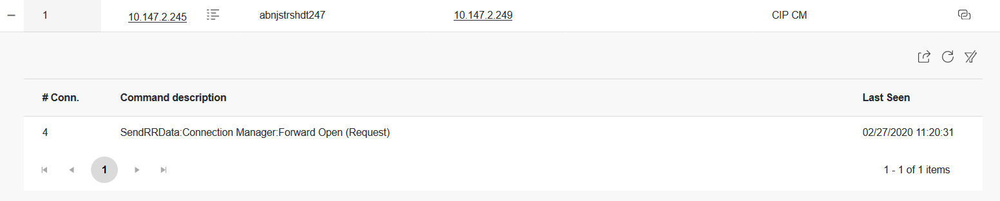 1 10.147.2.245 abnjstrshdt247 10.147.2.249 CIP CM
# Conn. Command description Last Seen
4 SendRRData:Connection Manager:Forward Open (Request) 02/27/2020 11:20:31
1 1 - 1 of 1 items